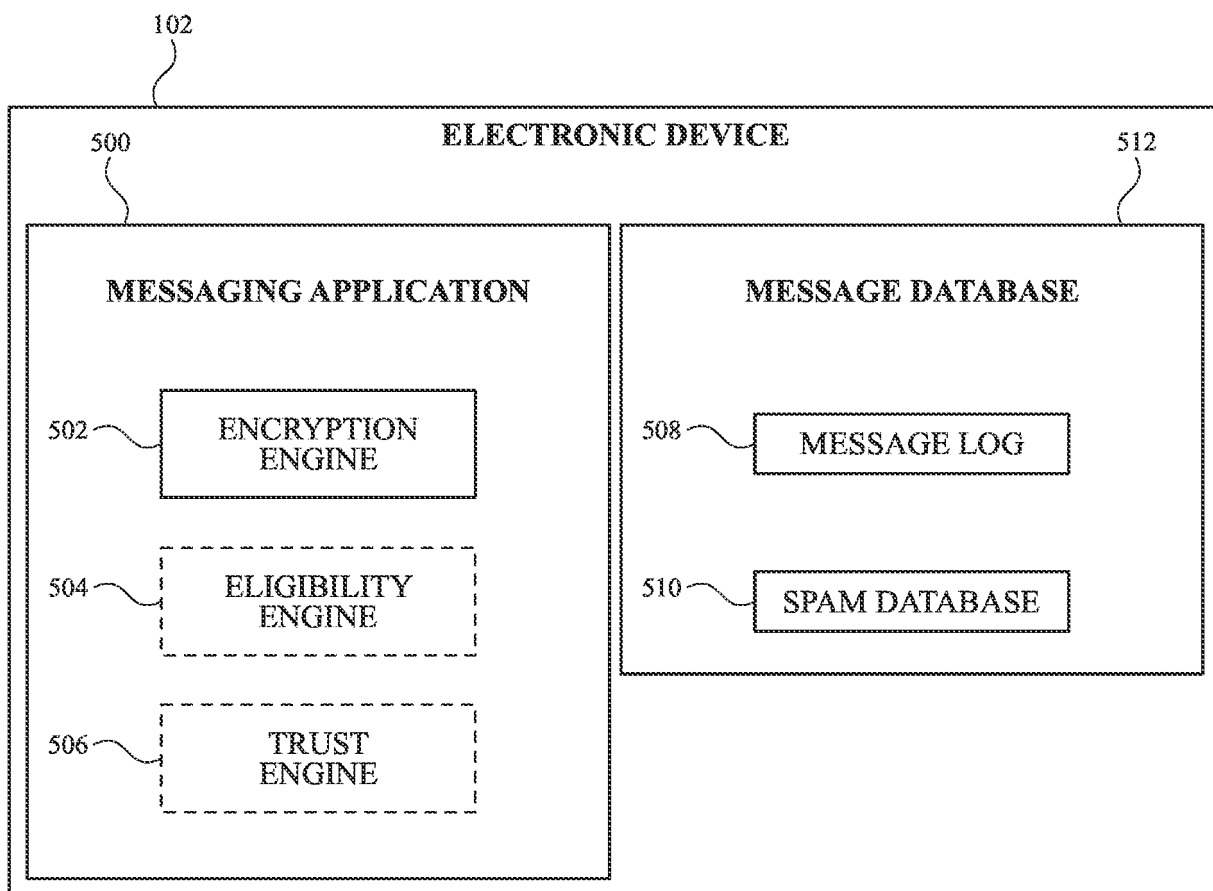 102
ELECTRONIC DEVICE
500
512
MESSAGING APPLICATION
MESSAGE DATABASE
502
ENCRYPTION
ENGINE
508
MESSAGE LOG
504
ELIGIBILITY
ENGINE
510
SPAM DATABASE
506
TRUST
ENGINE